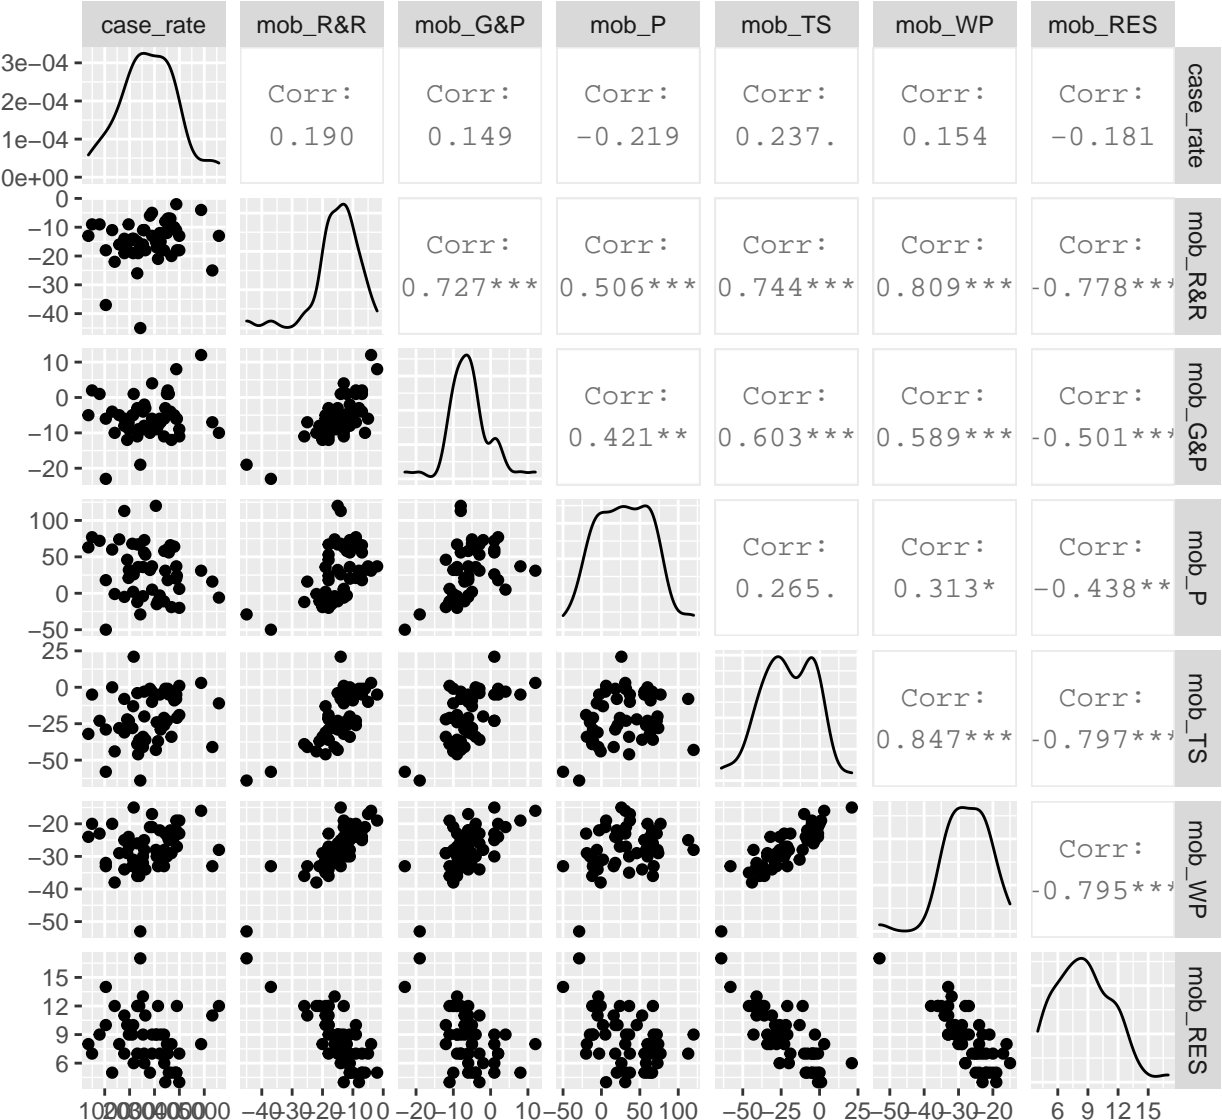 case_rate mob_R&R mob_G&P mob_P mob_TS mob_WP mob_RES
3e−04
2e−04
1e−04
0e+00
Corr: Corr: Corr: Corr: Corr: Corr:
0.190 0.149 −0.219 0.237. 0.154 −0.181
case_rate
0
−10
−20
−30
−40
Corr: Corr: Corr: Corr: Corr:
0.727*** 0.506*** 0.744*** 0.809*** −0.778***
mob_R&R
10
0
−10
−20
Corr: Corr: Corr: Corr:
0.421** 0.603*** 0.589*** −0.501***
mob_G&P
100
50
0
−50
Corr: Corr: Corr:
0.265. 0.313* −0.438**
mob_P
25
0
−25
−50
Corr: Corr:
0.847*** −0.797***
mob_TS
−20
−30
−40
−50
Corr:
−0.795***
mob_WP
15
12
9
6
mob_RES
−40 −30 −20 −10 0 −20 −10 0 10 −50 0 50 100 −50 −25 0 25 −50 −40 −30 −20 6 9 12 15